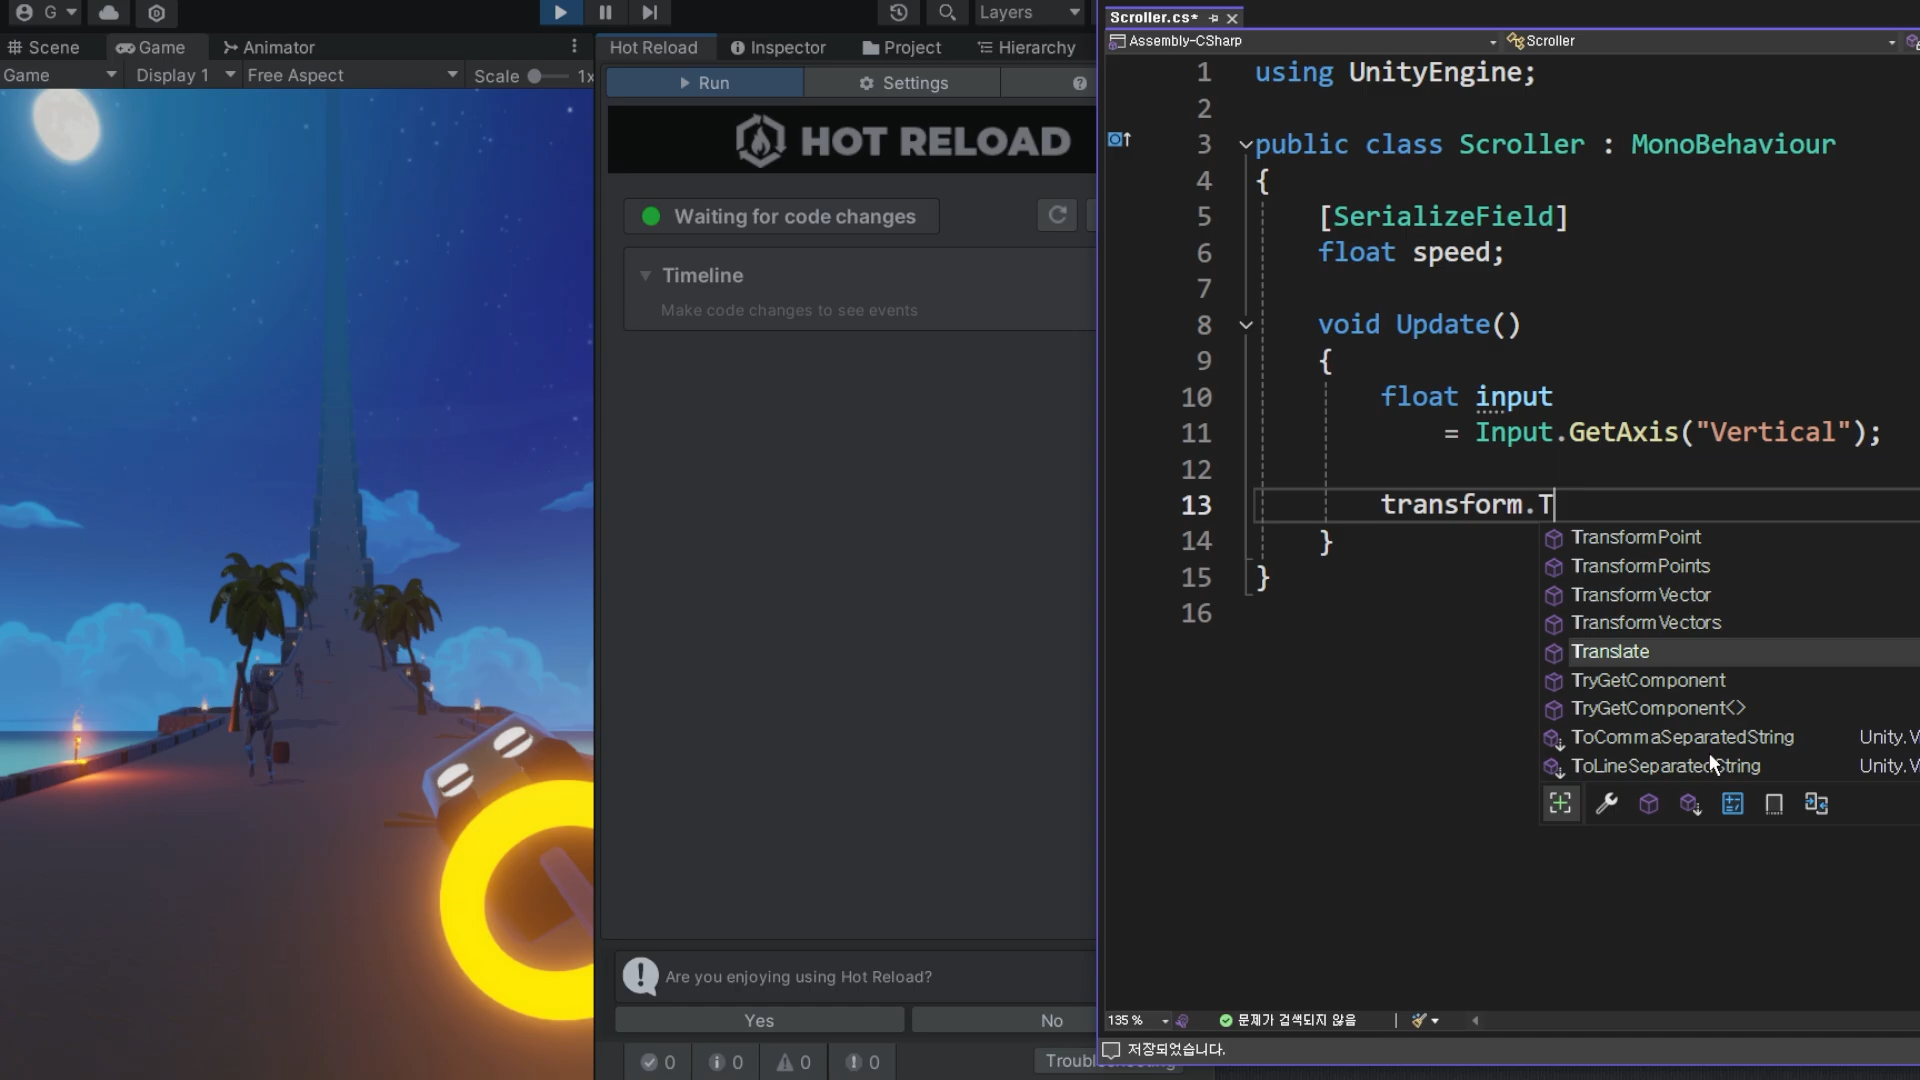 G
Layers
Scene
Game
Animator
Game
Display 1
Free Aspect
Scale
1x
Hot Reload
Inspector
Project
Hierarchy
Run
Settings
HOT RELOAD
Waiting for code changes
Timeline
Make code changes to see events
Are you enjoying using Hot Reload?
Yes
No
0
0
0
0
Scroller.cs*
Assembly-CSharp
Scroller
1 using UnityEngine;
2
3 public class Scroller : MonoBehaviour
4 {
5 [SerializeField]
6 float speed;
7
8 void Update()
9 {
10 float input
11 = Input.GetAxis("Vertical");
12
13 transform.T
14 }
15 }
16
TransformPoint
TransformPoints
TransformVector
TransformVectors
Translate
TryGetComponent
TryGetComponent<>
ToCommaSeparatedString Unity.V
ToLineSeparatedString Unity.V
135 %
문제가 검색되지 않음
저장되었습니다.